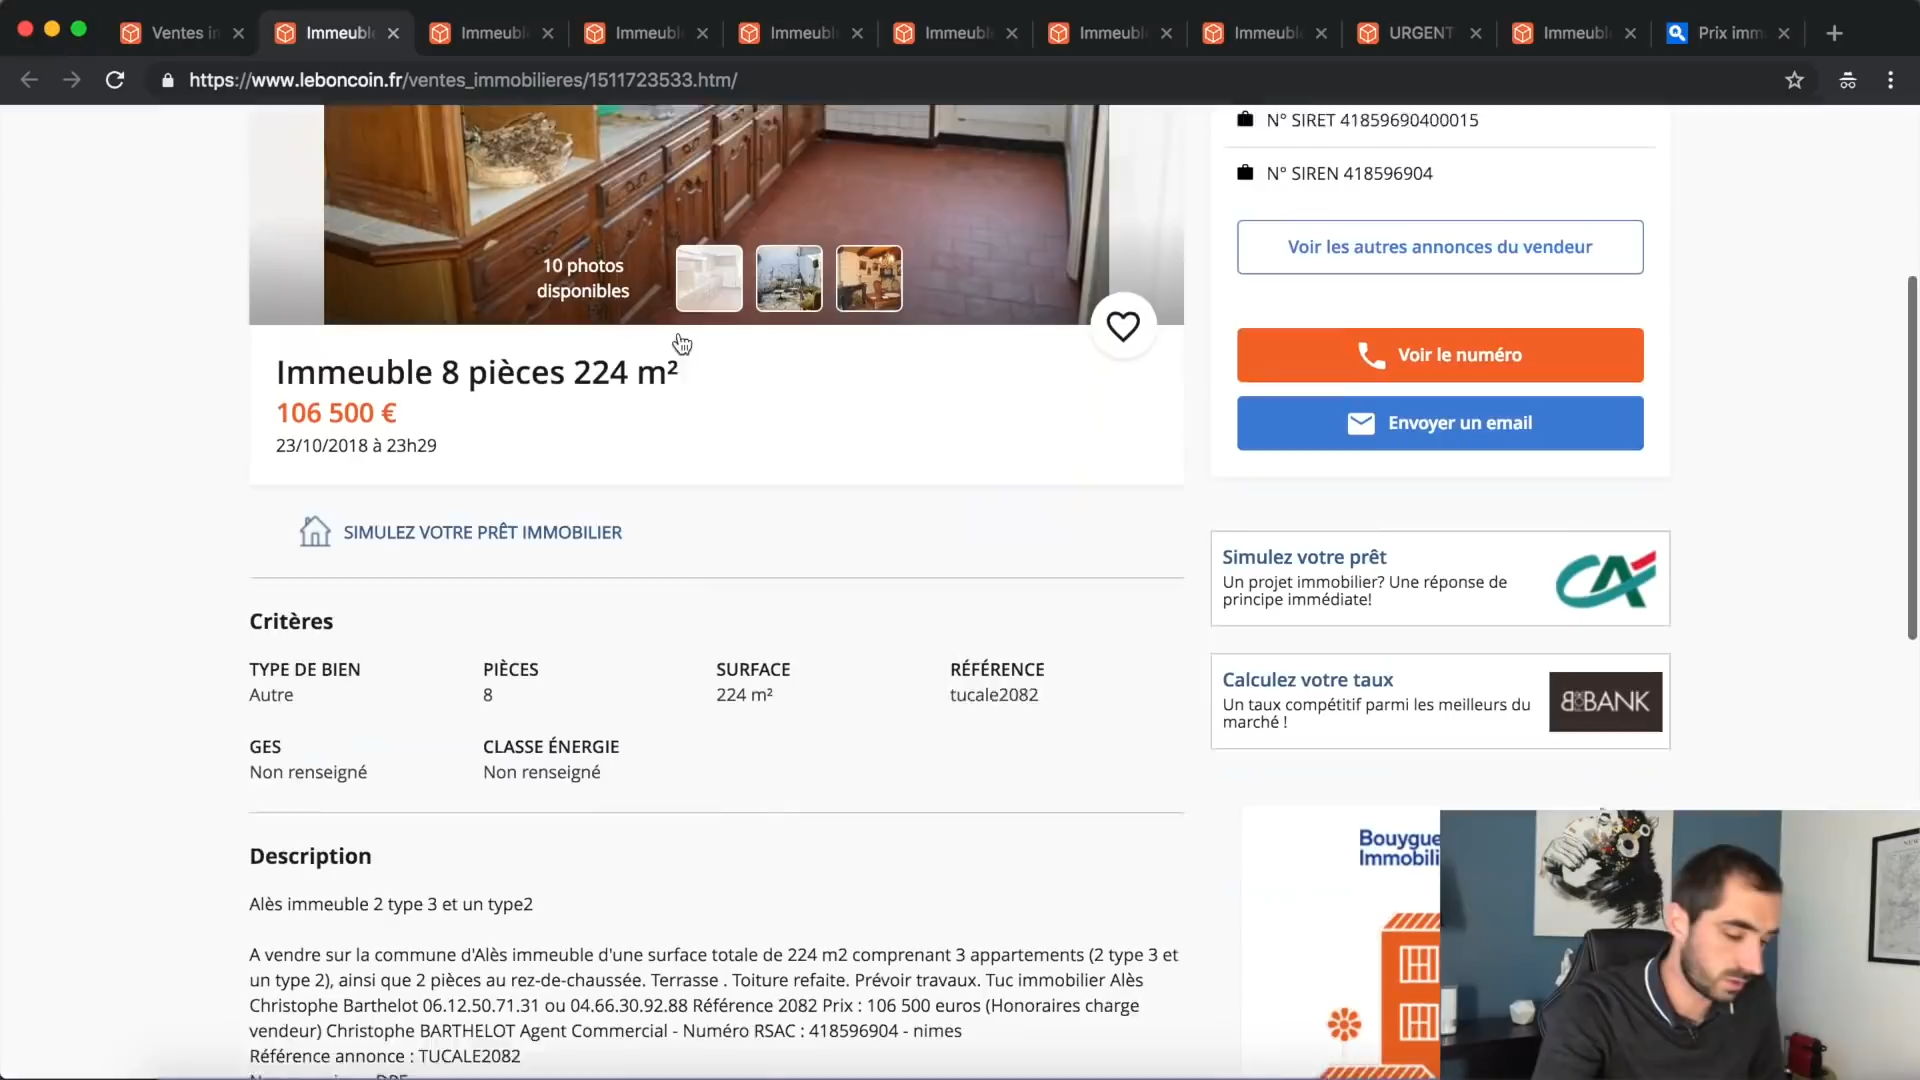 Ventes in
Immeubl
Immeubl
Immeubl
Immeubl
Immeubl
Immeubl
Immeubl
URGENT
Immeubl
Prix imm
https://www.leboncoin.fr/ventes_immobilieres/1511723533.htm/
N° SIRET 41859690400015
N° SIREN 418596904
Voir les autres annonces du vendeur
10 photos
disponibles
Voir le numéro
Envoyer un email
Immeuble 8 pièces 224 m²
106 500 €
23/10/2018 à 23h29
SIMULEZ VOTRE PRÊT IMMOBILIER
Simulez votre prêt
Un projet immobilier? Une réponse de
principe immédiate!
CA
Calculez votre taux
Un taux compétitif parmi les meilleurs du
marché !
BANK
Critères
TYPE DE BIEN
Autre
PIÈCES
8
SURFACE
224 m²
RÉFÉRENCE
tucale2082
GES
Non renseigné
CLASSE ÉNERGIE
Non renseigné
Bouygue
Immobili
Description
Alès immeuble 2 type 3 et un type2
A vendre sur la commune d'Alès immeuble d'une surface totale de 224 m2 comprenant 3 appartements (2 type 3 et
un type 2), ainsi que 2 pièces au rez-de-chaussée. Terrasse . Toiture refaite. Prévoir travaux. Tuc immobilier Alès
Christophe Barthelot 06.12.50.71.31 ou 04.66.30.92.88 Référence 2082 Prix : 106 500 euros (Honoraires charge
vendeur) Christophe BARTHELOT Agent Commercial - Numéro RSAC : 418596904 - nimes
Référence annonce : TUCALE2082